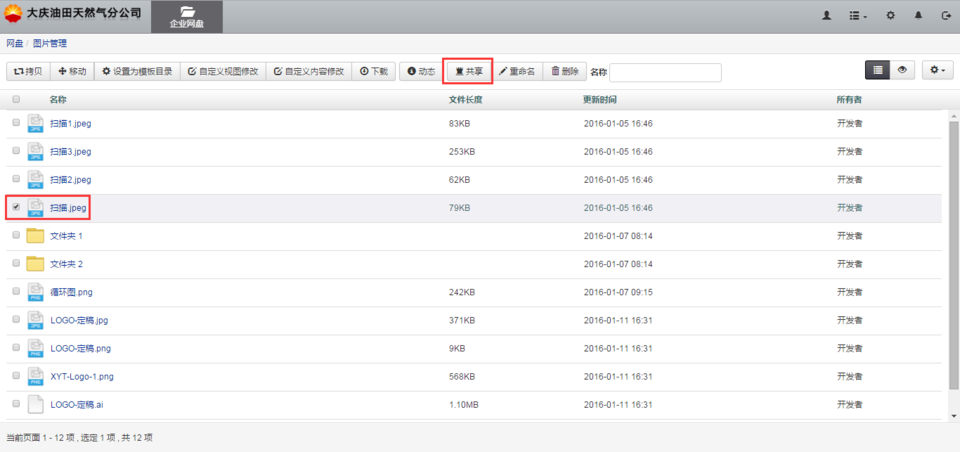 大庆油田天然气分公司
企业网盘
网盘 / 图片管理
拷贝 移动 设置为模板目录 自定义视图修改 自定义内容修改 下载 动态 共享 重命名 删除 名称
名称 文件长度 更新时间 所有者
扫描1.jpeg 83KB 2016-01-05 16:46 开发者
扫描3.jpeg 253KB 2016-01-05 16:46 开发者
扫描2.jpeg 62KB 2016-01-05 16:46 开发者
扫描.jpeg 79KB 2016-01-05 16:46 开发者
文件夹 1 2016-01-07 08:14 开发者
文件夹 2 2016-01-07 08:14 开发者
循环图.png 242KB 2016-01-07 09:15 开发者
LOGO-定稿.jpg 371KB 2016-01-11 16:31 开发者
LOGO-定稿.png 9KB 2016-01-11 16:31 开发者
XYT-Logo-1.png 568KB 2016-01-11 16:31 开发者
LOGO-定稿.ai 1.10MB 2016-01-11 16:31 开发者
当前页面 1 - 12 项 , 选定 1 项 , 共 12 项